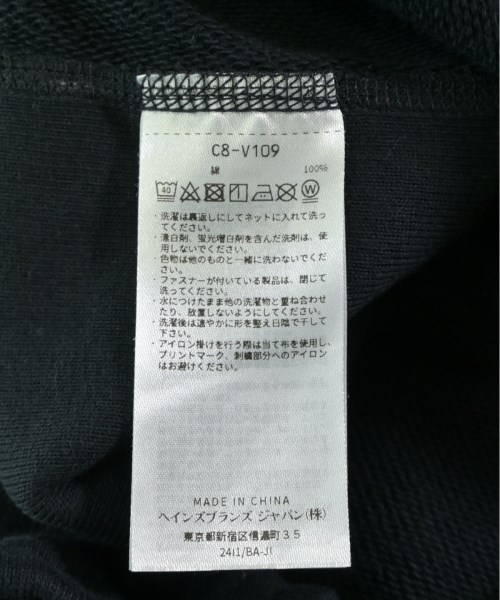 C8-V109
綿 100%
40
・洗濯は裏返しにしてネットに入れて洗っ
てください。
・漂白剤、蛍光増白剤を含んだ洗剤は、使
用しないでください。
・色物は他のものと一緒に洗わないでくだ
さい。
・ファスナーが付いている製品は、閉じて
洗ってください。
・水につけたまま他の洗濯物と重ね合わせ
たり、放置しないようにしてください。
・洗濯後は速やかに形を整え日陰で干して
下さい。
・アイロン掛けを行う際は当て布を使用し、
プリントマーク、刺繍部分へのアイロン
はお避けください。
MADE IN CHINA
ヘインズブランズ ジャパン(株)
東京都新宿区信濃町35
24I1/BA-JI